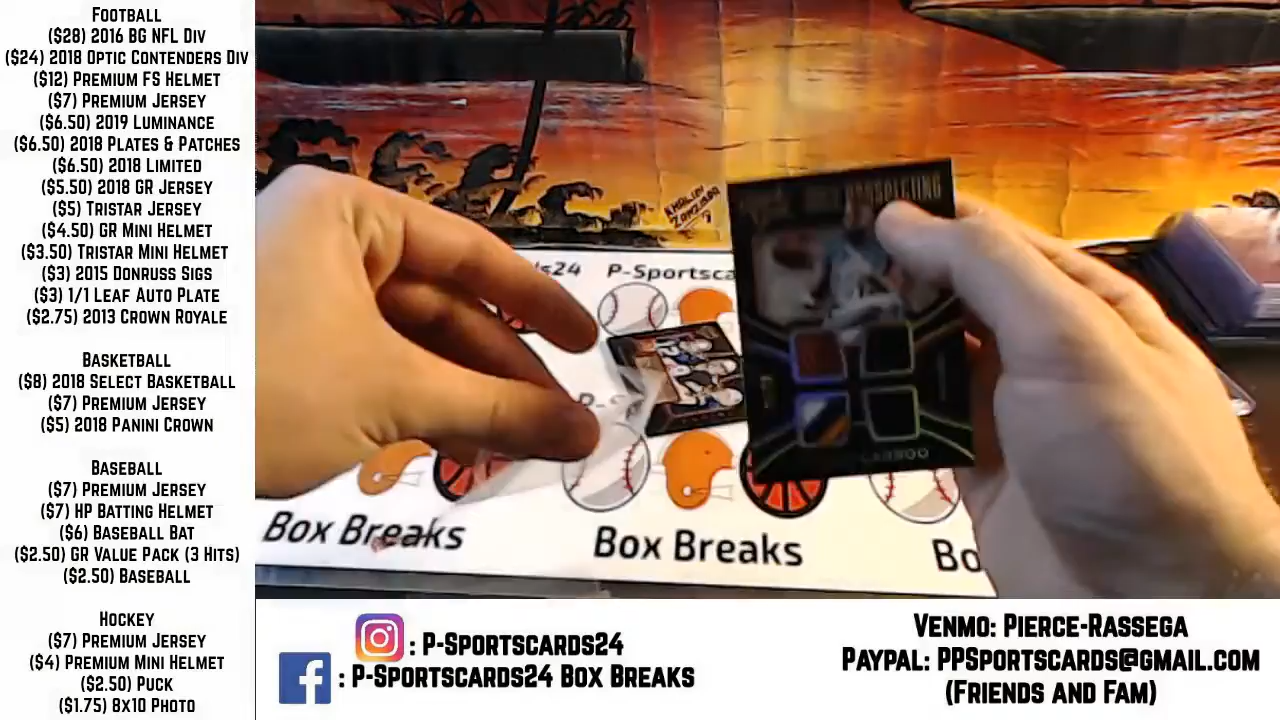 Football
($28) 2016 BG NFL Div
($24) 2018 Optic Contenders Div
($12) Premium FS Helmet
($7) Premium Jersey
($6.50) 2019 Luminance
($6.50) 2018 Plates & Patches
($6.50) 2018 Limited
($5.50) 2018 GR Jersey
($5) Tristar Jersey
($4.50) GR Mini Helmet
($3.50) Tristar Mini Helmet
($3) 2015 Donruss Sigs
($3) 1/1 Leaf Auto Plate
($2.75) 2013 Crown Royale
Basketball
($8) 2018 Select Basketball
($7) Premium Jersey
($5) 2018 Panini Crown
Baseball
($7) Premium Jersey
($7) HP Batting Helmet
($6) Baseball Bat
($2.50) GR Value Pack (3 Hits)
($2.50) Baseball
Hockey
($7) Premium Jersey
($4) Premium Mini Helmet
($2.50) Puck
($1.75) 8x10 Photo
P-Sportsca
Box Breaks
Box Breaks
Bo
: P-Sportscards24
: P-Sportscards24 Box Breaks
Venmo: Pierce-Rassega
PayPal: PPSportscards@gmail.com
(Friends and Fam)